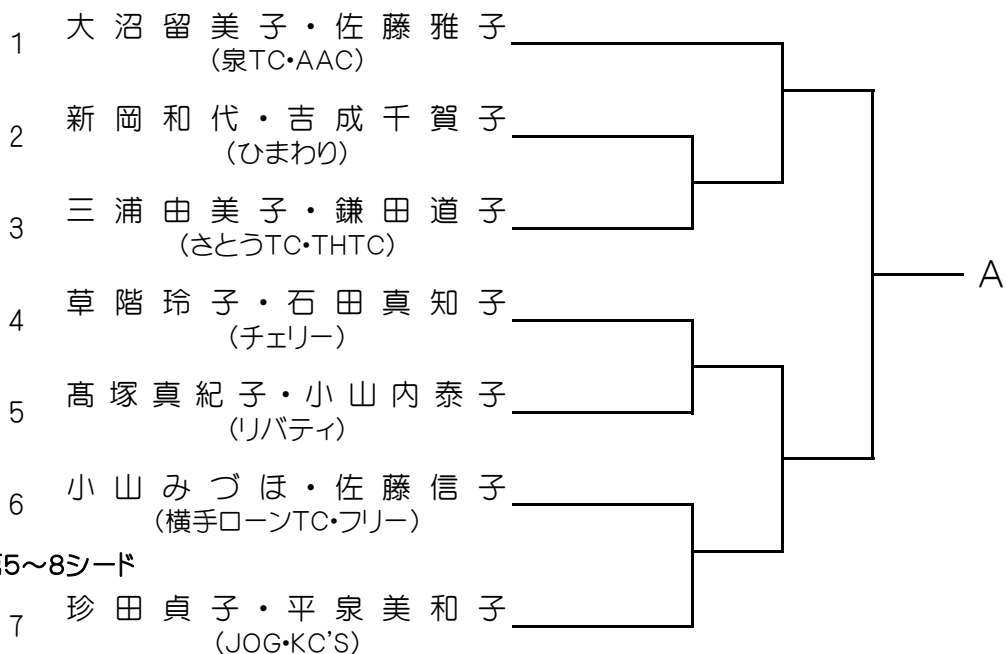 1 大沼留美子・佐藤雅子
(泉TC・AAC)
2 新岡和代・吉成千賀子
(ひまわり)
3 三浦由美子・鎌田道子
(さとうTC・THTC)
A
4 草階玲子・石田真知子
(チェリー)
5 髙塚真紀子・小山内泰子
(リバティ)
6 小山みづほ・佐藤信子
(横手ローンTC・フリー)
5～8シード
7 珍田貞子・平泉美和子
(JOG・KC'S)